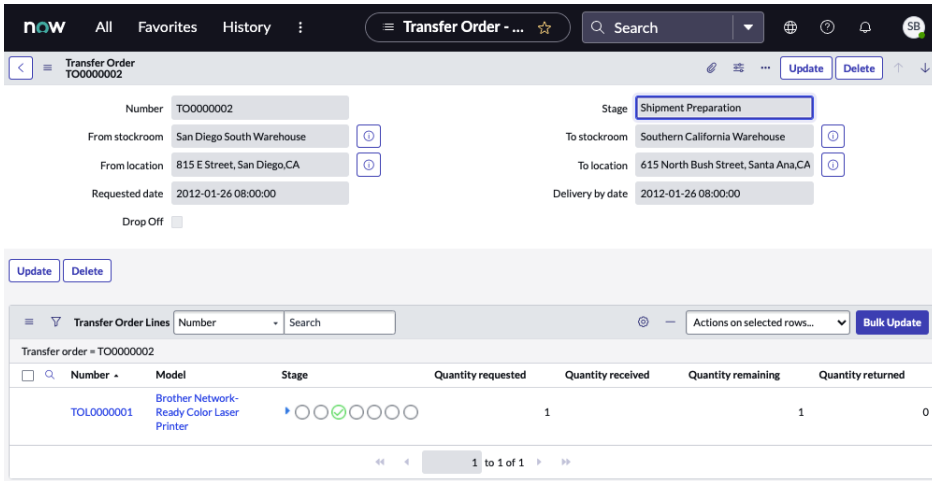 now All Favorites History Transfer Order - ... Search SB
Transfer Order
TO0000002
Update Delete
Number TO0000002 Stage Shipment Preparation
From stockroom San Diego South Warehouse To stockroom Southern California Warehouse
From location 815 E Street, San Diego,CA To location 615 North Bush Street, Santa Ana,CA
Requested date 2012-01-26 08:00:00 Delivery by date 2012-01-26 08:00:00
Drop Off
Update Delete
Transfer Order Lines Number Search Actions on selected rows... Bulk Update
Transfer order = TO0000002
Number Model Stage Quantity requested Quantity received Quantity remaining Quantity returned
TOL0000001 Brother Network-
Ready Color Laser
Printer 1 1 0
1 to 1 of 1